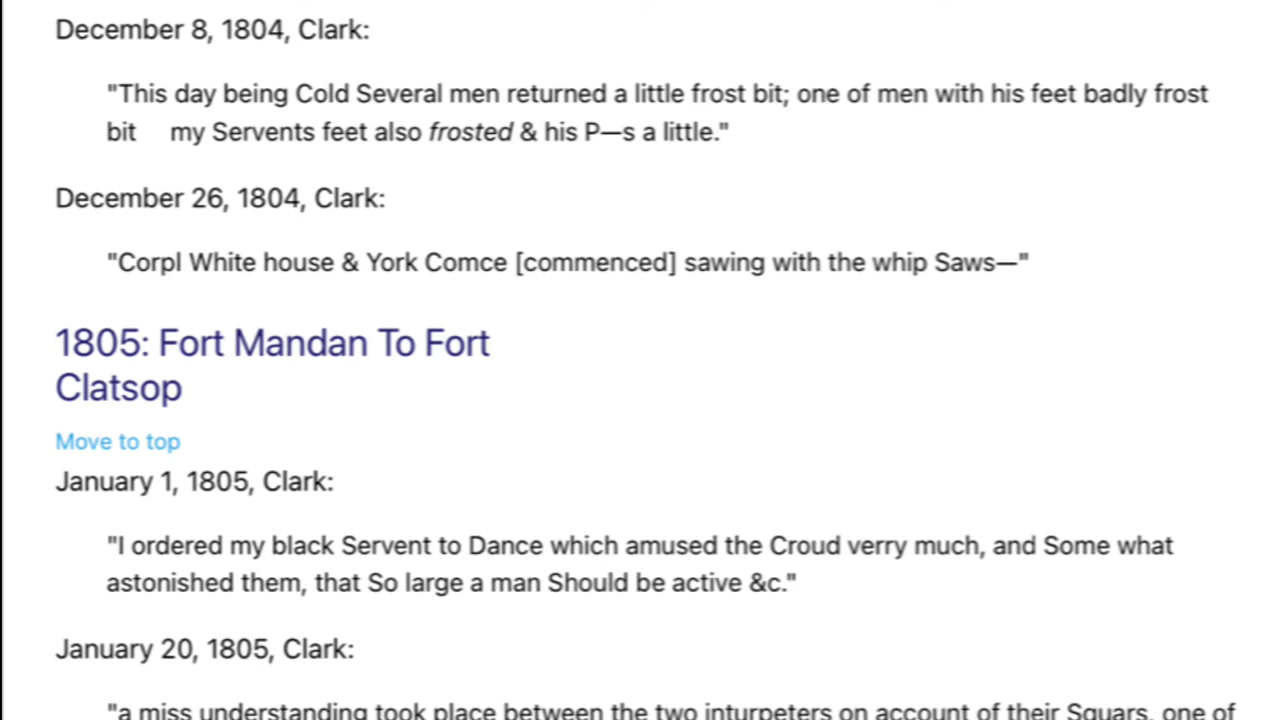 December 8, 1804, Clark:
"This day being Cold Several men returned a little frost bit; one of men with his feet badly frost
bit my Servents feet also frosted & his P—s a little."
December 26, 1804, Clark:
"Corpl White house & York Comce [commenced] sawing with the whip Saws—"
1805: Fort Mandan To Fort
Clatsop
Move to top
January 1, 1805, Clark:
"I ordered my black Servent to Dance which amused the Croud verry much, and Some what
astonished them, that So large a man Should be active &c."
January 20, 1805, Clark:
"a miss understanding took place between the two inturpeters on account of their Squars, one of